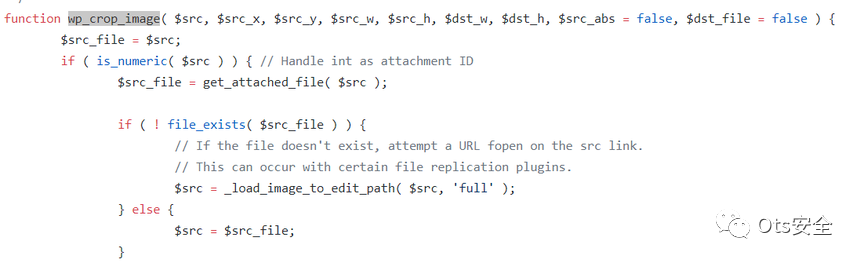 function wp_crop_image( $src, $src_x, $src_y, $src_w, $src_h, $dst_w, $dst_h, $src_abs = false, $dst_file = false ) {
$src_file = $src;
if ( is_numeric( $src ) ) { // Handle int as attachment ID
$src_file = get_attached_file( $src );
if ( ! file_exists( $src_file ) ) {
// If the file doesn't exist, attempt a URL fopen on the src link.
// This can occur with certain file replication plugins.
$src = _load_image_to_edit_path( $src, 'full' );
} else {
$src = $src_file;
}
Ots安全